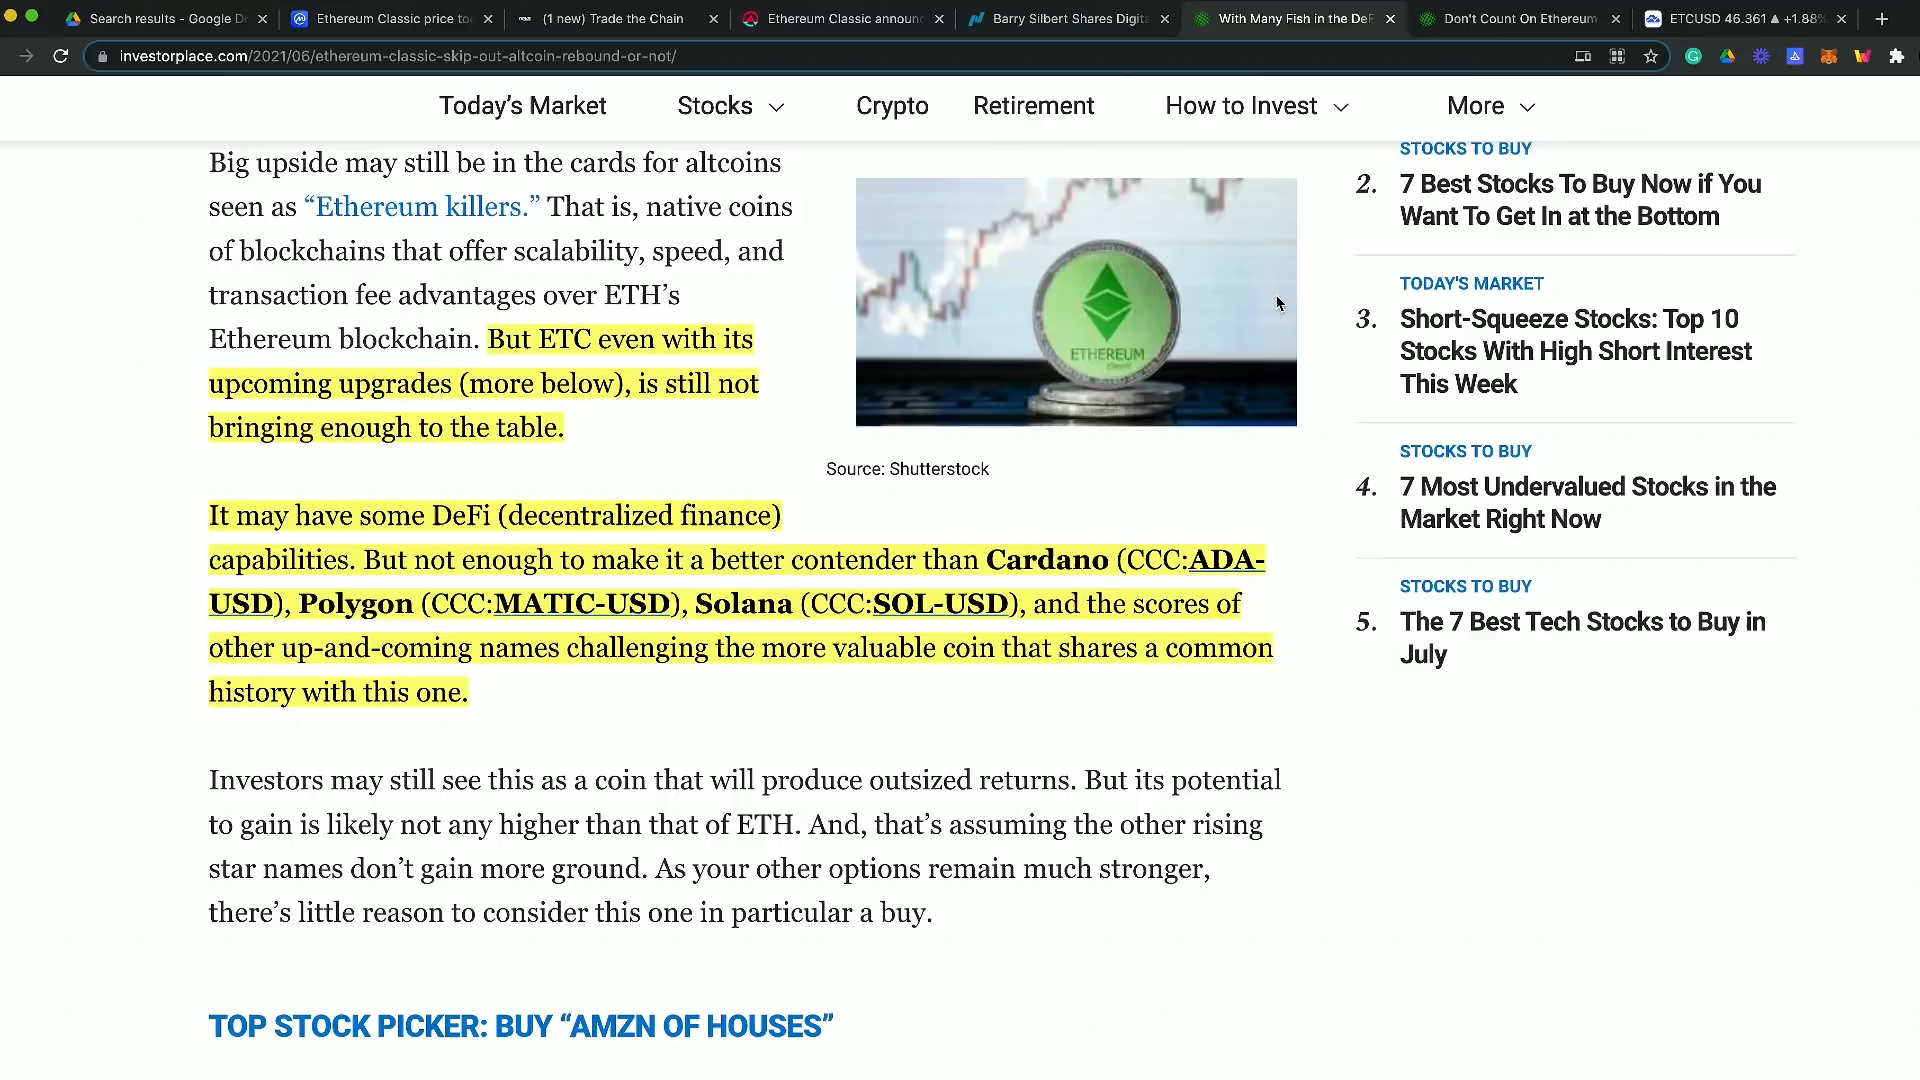 Search results - Google Dr
Ethereum Classic price to
(1 new) Trade the Chain
Ethereum Classic announ
Barry Silbert Shares Digita
With Many Fish in the DeF
Don't Count On Ethereum
ETCUSD 46.361 ▲ +1.88%
investorplace.com/2021/06/ethereum-classic-skip-out-altcoin-rebound-or-not/
Today's Market
Stocks
Crypto
Retirement
How to Invest
More
Big upside may still be in the cards for altcoins
seen as “Ethereum killers.” That is, native coins
of blockchains that offer scalability, speed, and
transaction fee advantages over ETH’s
Ethereum blockchain. But ETC even with its
upcoming upgrades (more below), is still not
bringing enough to the table.
ETHEREUM
Source: Shutterstock
It may have some DeFi (decentralized finance)
capabilities. But not enough to make it a better contender than Cardano (CCC:ADA-
USD), Polygon (CCC:MATIC-USD), Solana (CCC:SOL-USD), and the scores of
other up-and-coming names challenging the more valuable coin that shares a common
history with this one.
Investors may still see this as a coin that will produce outsized returns. But its potential
to gain is likely not any higher than that of ETH. And, that’s assuming the other rising
star names don’t gain more ground. As your other options remain much stronger,
there’s little reason to consider this one in particular a buy.
TOP STOCK PICKER: BUY “AMZN OF HOUSES”
STOCKS TO BUY
2. 7 Best Stocks To Buy Now if You
Want To Get In at the Bottom
TODAY'S MARKET
3. Short-Squeeze Stocks: Top 10
Stocks With High Short Interest
This Week
STOCKS TO BUY
4. 7 Most Undervalued Stocks in the
Market Right Now
STOCKS TO BUY
5. The 7 Best Tech Stocks to Buy in
July